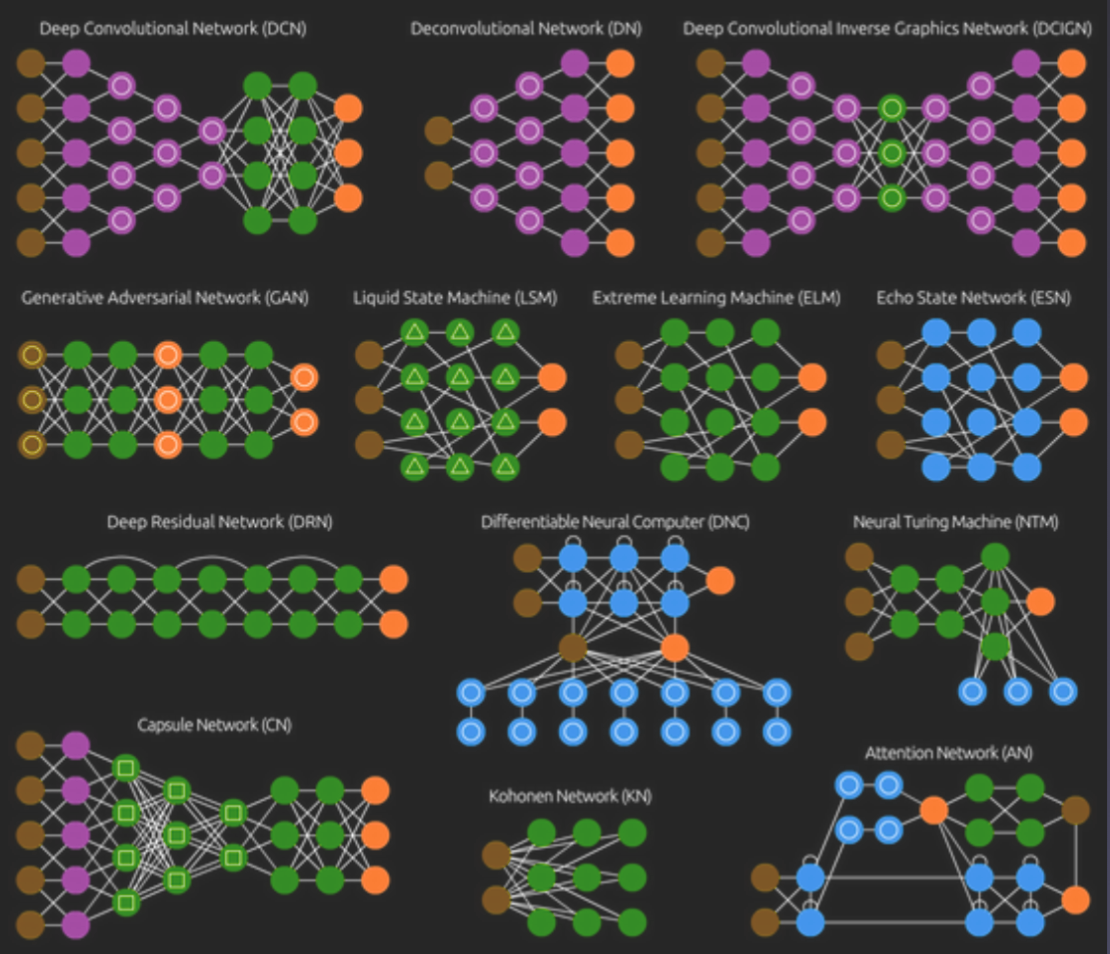 Deep Convolutional Network (DCN)
Deconvolutional Network (DN)
Deep Convolutional Inverse Graphics Network (DCIGN)
Generative Adversarial Network (GAN)
Liquid State Machine (LSM)
Extreme Learning Machine (ELM)
Echo State Network (ESN)
Deep Residual Network (DRN)
Differentiable Neural Computer (DNC)
Neural Turing Machine (NTM)
Capsule Network (CN)
Kohonen Network (KN)
Attention Network (AN)